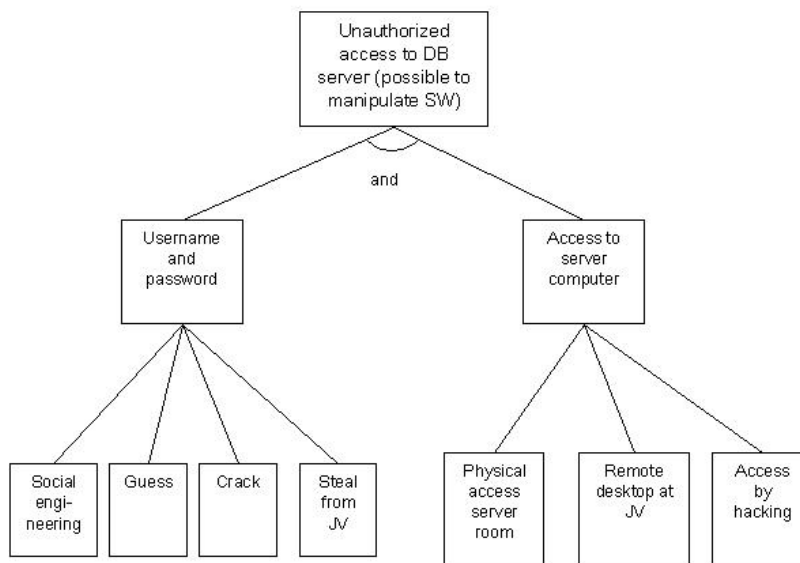 Unauthorized
access to DB
server (possible to
manipulate SW)
and
Username
and
password
Access to
server
computer
Social
engi-
neering
Guess
Crack
Steal
from
JV
Physical
access
server
room
Remote
desktop at
JV
Access
by
hacking